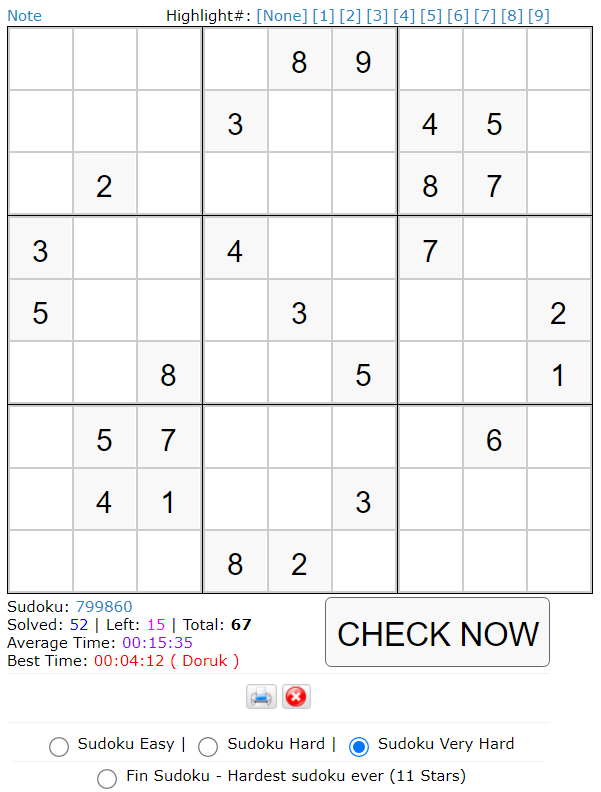 Note Highlight#: [None] [1] [2] [3] [4] [5] [6] [7] [8] [9]
8 9
3 4 5
2 8 7
3 4 7
5 3 2
8 5 1
5 7 6
4 1 3
8 2
Sudoku: 799860
Solved: 52 | Left: 15 | Total: 67
Average Time: 00:15:35
Best Time: 00:04:12 ( Doruk )
CHECK NOW
Sudoku Easy | Sudoku Hard | Sudoku Very Hard
Fin Sudoku - Hardest sudoku ever (11 Stars)